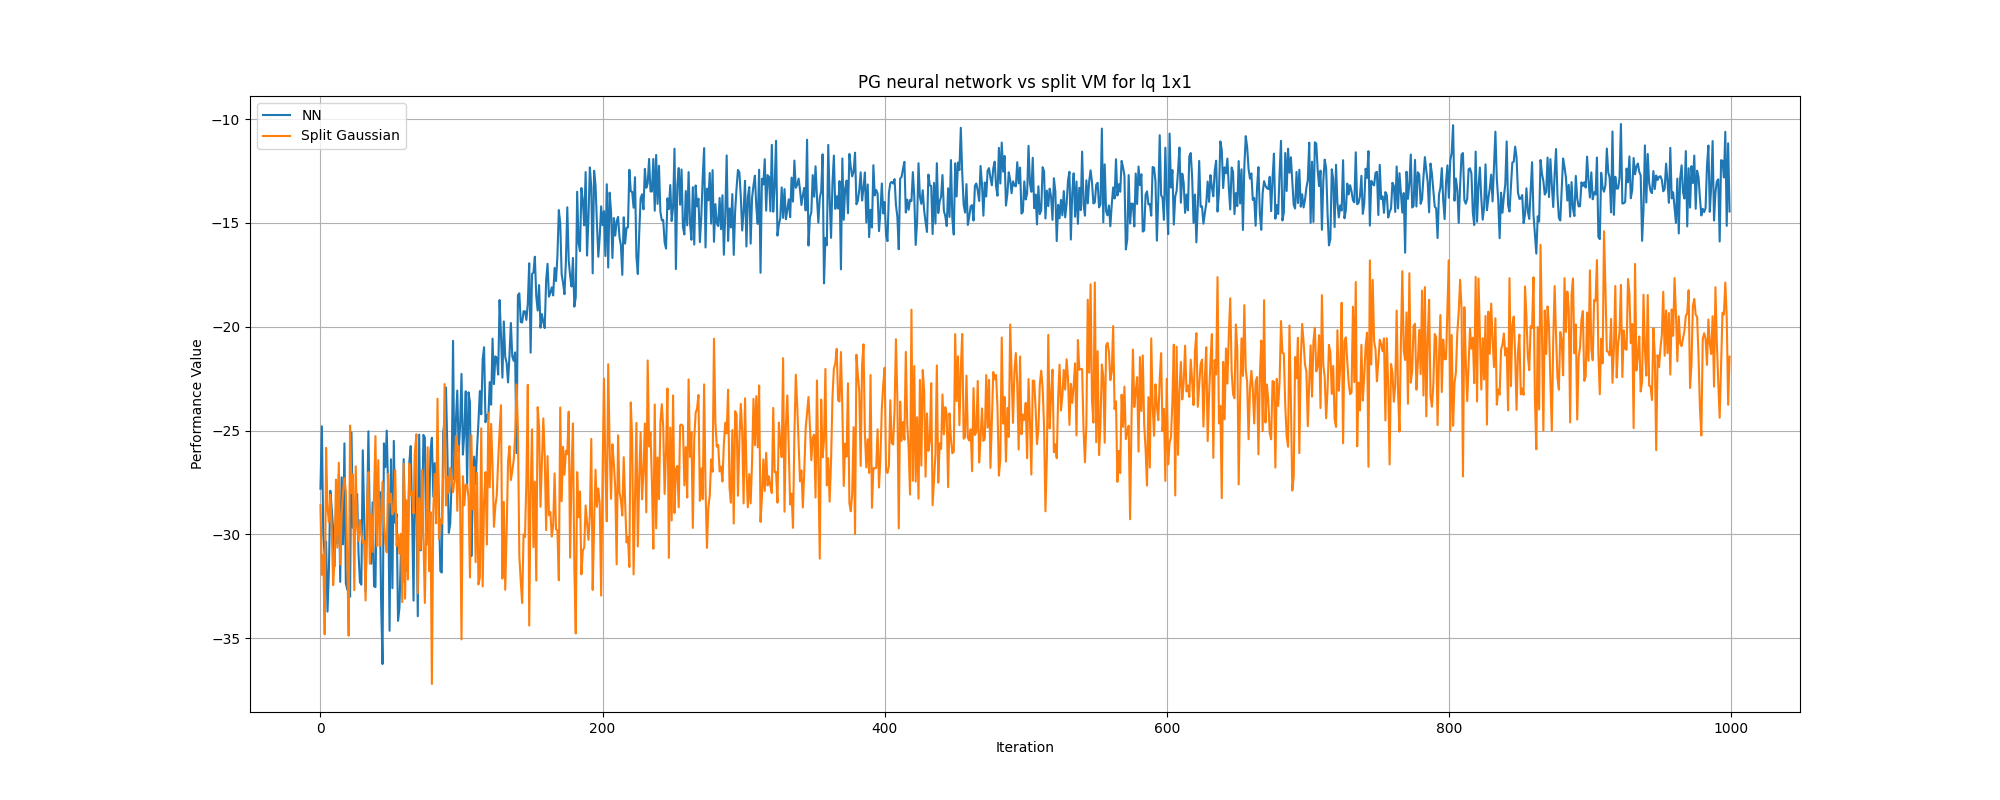 PG neural network vs split VM for lq 1x1
NN
Split Gaussian
Performance Value
−10
−15
−20
−25
−30
−35
0
200
400
600
800
1000
Iteration